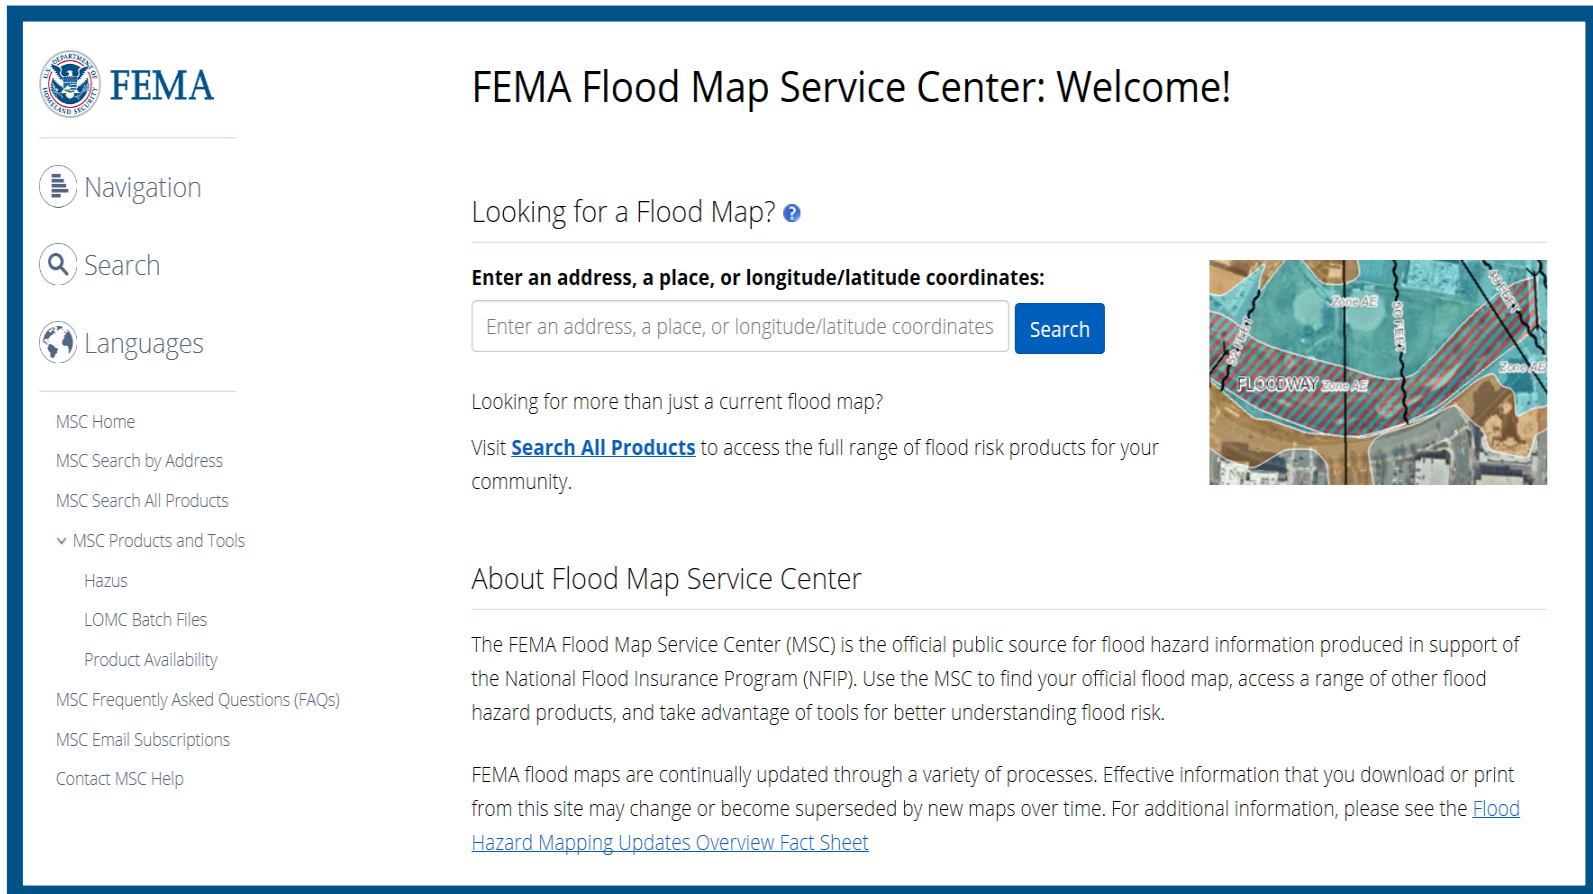 FEMA
U.S. DEPARTMENT OF
HOMELAND SECURITY
Navigation
Search
Languages
MSC Home
MSC Search by Address
MSC Search All Products
MSC Products and Tools
Hazus
LOMC Batch Files
Product Availability
MSC Frequently Asked Questions (FAQs)
MSC Email Subscriptions
Contact MSC Help
FEMA Flood Map Service Center: Welcome!
Looking for a Flood Map? ?
Enter an address, a place, or longitude/latitude coordinates:
Enter an address, a place, or longitude/latitude coordinates
Search
Looking for more than just a current flood map?
Visit Search All Products to access the full range of flood risk products for your
community.
Zone AE
52 FEET
50 FEET
Zone AE
FLOODWAY Zone AE
About Flood Map Service Center
The FEMA Flood Map Service Center (MSC) is the official public source for flood hazard information produced in support of
the National Flood Insurance Program (NFIP). Use the MSC to find your official flood map, access a range of other flood
hazard products, and take advantage of tools for better understanding flood risk.
FEMA flood maps are continually updated through a variety of processes. Effective information that you download or print
from this site may change or become superseded by new maps over time. For additional information, please see the Flood
Hazard Mapping Updates Overview Fact Sheet